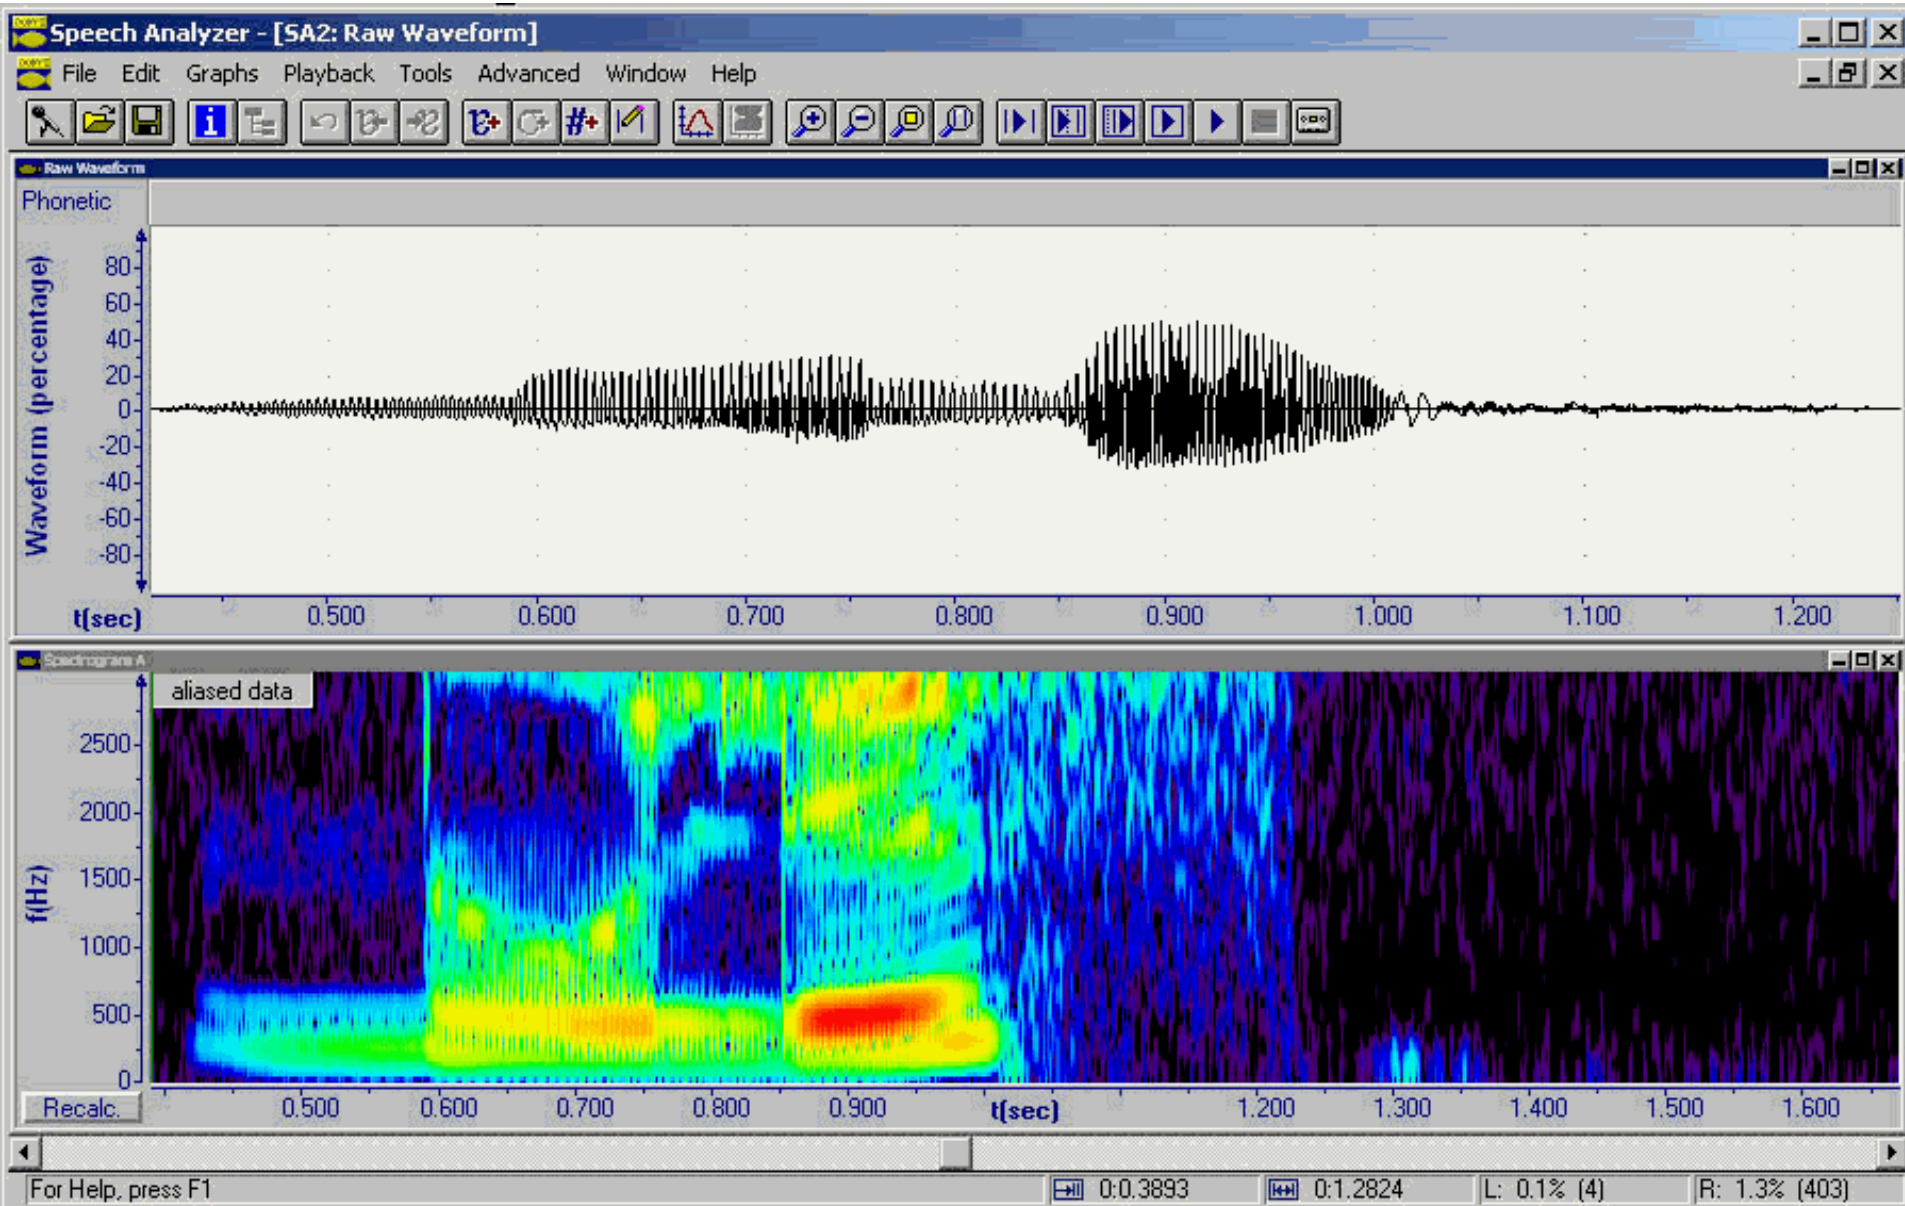 Speech Analyzer - [SA2: Raw Waveform]
File Edit Graphs Playback Tools Advanced Window Help
Raw Waveform
Phonetic
Waveform (percentage)
80
60
40
20
0
-20
-40
-60
-80
t(sec) 0.500 0.600 0.700 0.800 0.900 1.000 1.100 1.200
Spectrogram A
aliased data
f(Hz)
2500
2000
1500
1000
500
0
Recalc. 0.500 0.600 0.700 0.800 0.900 t(sec) 1.200 1.300 1.400 1.500 1.600
For Help, press F1 0:0.3893 0:1.2824 L: 0.1% (4) R: 1.3% (403)